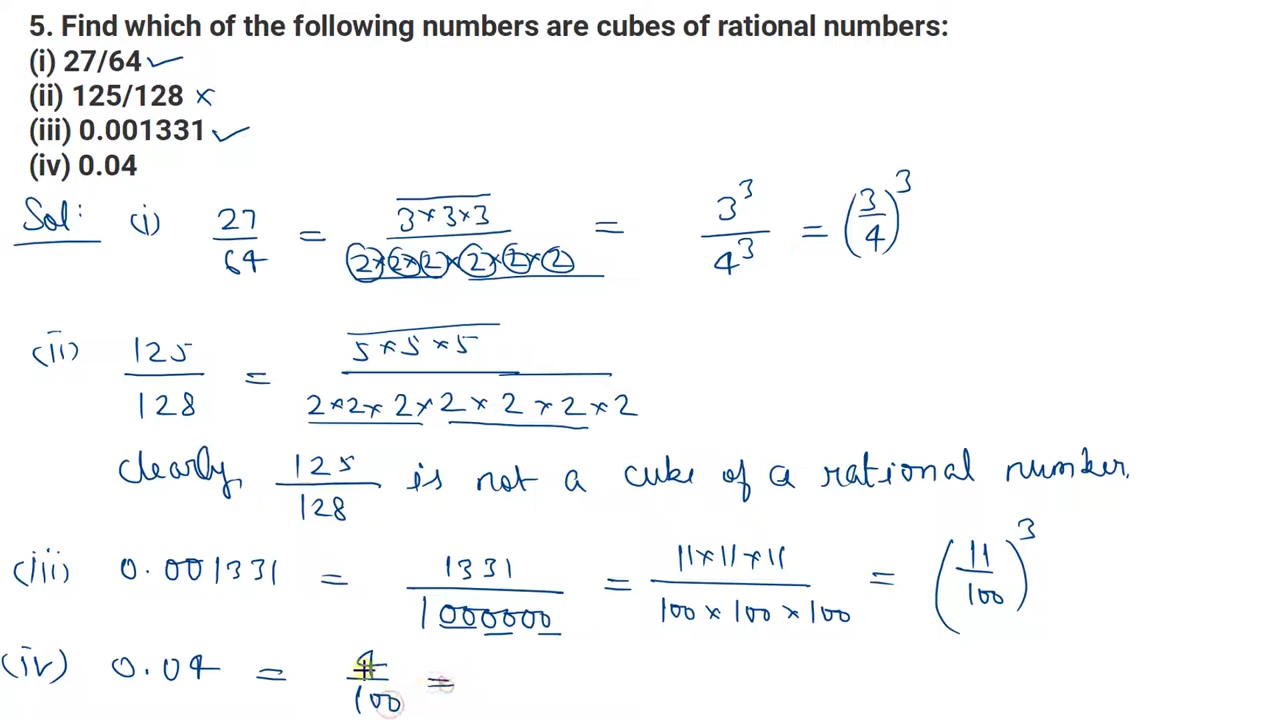 5. Find which of the following numbers are cubes of rational numbers:
(i) 27/64 ✓
(ii) 125/128 ×
(iii) 0.001331 ✓
(iv) 0.04
Sol: (i) 27/64 = 3×3×3/2×2×2×2×2×2 = 3³/4³ = (3/4)³
(ii) 125/128 = 5×5×5/2×2×2×2×2×2×2
clearly, 125/128 is not a cube of a rational number.
(iii) 0.001331 = 1331/1000000 = 11×11×11/100×100×100 = (11/100)³
(iv) 0.04 = 4/100 =